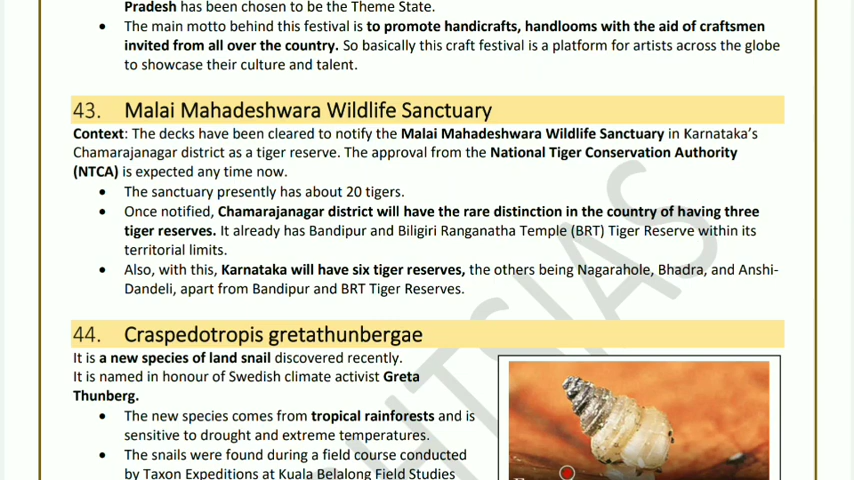 Pradesh has been chosen to be the Theme State.
• The main motto behind this festival is to promote handicrafts, handlooms with the aid of craftsmen
invited from all over the country. So basically this craft festival is a platform for artists across the globe
to showcase their culture and talent.
43. Malai Mahadeshwara Wildlife Sanctuary
Context: The decks have been cleared to notify the Malai Mahadeshwara Wildlife Sanctuary in Karnataka's
Chamarajanagar district as a tiger reserve. The approval from the National Tiger Conservation Authority
(NTCA) is expected any time now.
• The sanctuary presently has about 20 tigers.
• Once notified, Chamarajanagar district will have the rare distinction in the country of having three
tiger reserves. It already has Bandipur and Biligiri Ranganatha Temple (BRT) Tiger Reserve within its
territorial limits.
• Also, with this, Karnataka will have six tiger reserves, the others being Nagarahole, Bhadra, and Anshi-
Dandeli, apart from Bandipur and BRT Tiger Reserves.
44. Craspedotropis gretathunbergae
It is a new species of land snail discovered recently.
It is named in honour of Swedish climate activist Greta
Thunberg.
• The new species comes from tropical rainforests and is
sensitive to drought and extreme temperatures.
• The snails were found during a field course conducted
by Taxon Expeditions at Kuala Belalong Field Studies